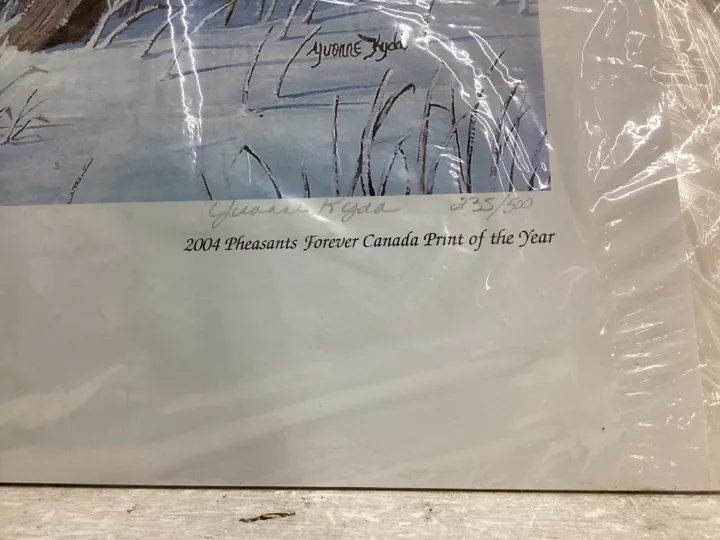 Yvonne Kyda
Yvonne Kyda 235/500
2004 Pheasants Forever Canada Print of the Year